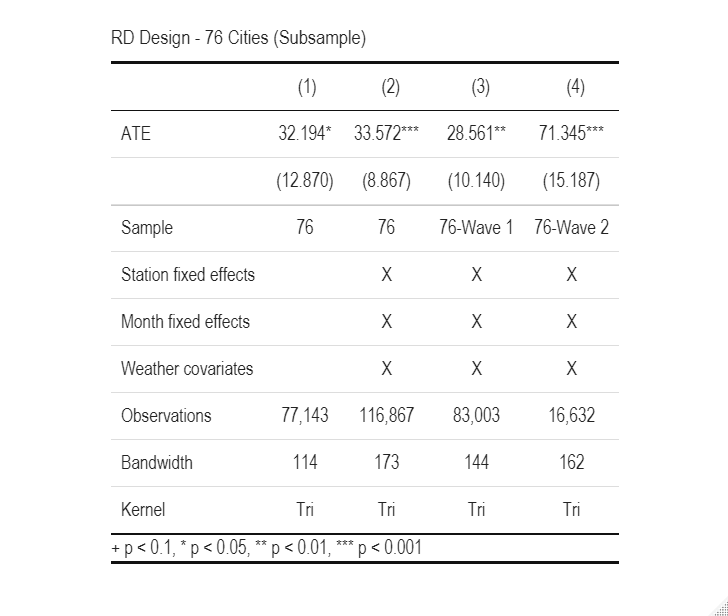 RD Design - 76 Cities (Subsample)
(1) (2) (3) (4)
ATE 32.194* 33.572*** 28.561** 71.345***
(12.870) (8.867) (10.140) (15.187)
Sample 76 76 76-Wave 1 76-Wave 2
Station fixed effects X X X
Month fixed effects X X X
Weather covariates X X X
Observations 77,143 116,867 83,003 16,632
Bandwidth 114 173 144 162
Kernel Tri Tri Tri Tri
+ p < 0.1, * p < 0.05, ** p < 0.01, *** p < 0.001